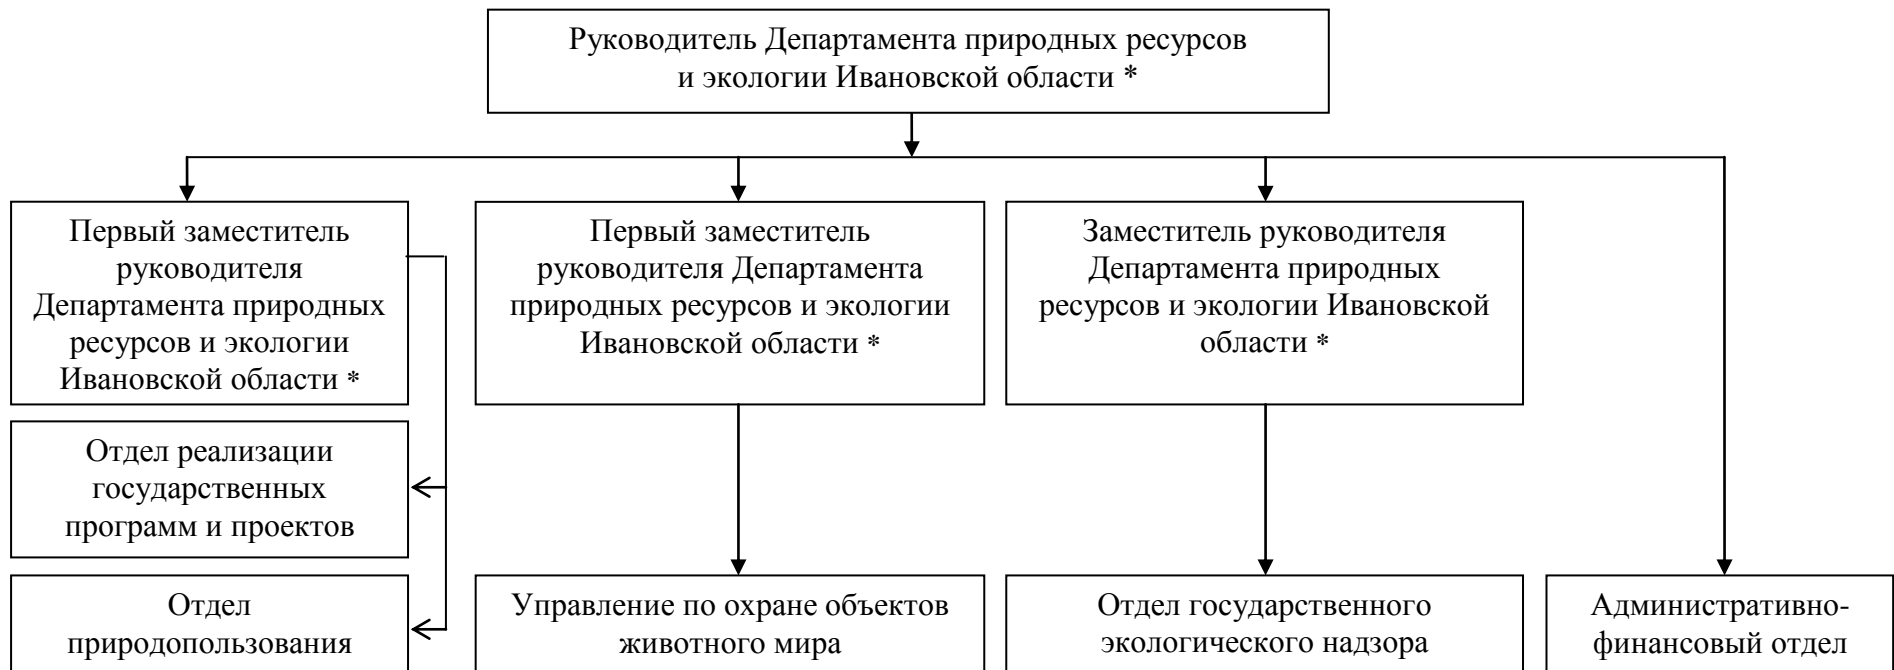 Руководитель Департамента природных ресурсов
и экологии Ивановской области *
Первый заместитель
руководителя
Департамента природных
ресурсов и экологии
Ивановской области *
Первый заместитель
руководителя Департамента
природных ресурсов и экологии
Ивановской области *
Заместитель руководителя
Департамента природных
ресурсов и экологии Ивановской
области *
Отдел реализации
государственных
программ и проектов
Отдел
природопользования
Управление по охране объектов
животного мира
Отдел государственного
экологического надзора
Административно-
финансовый отдел